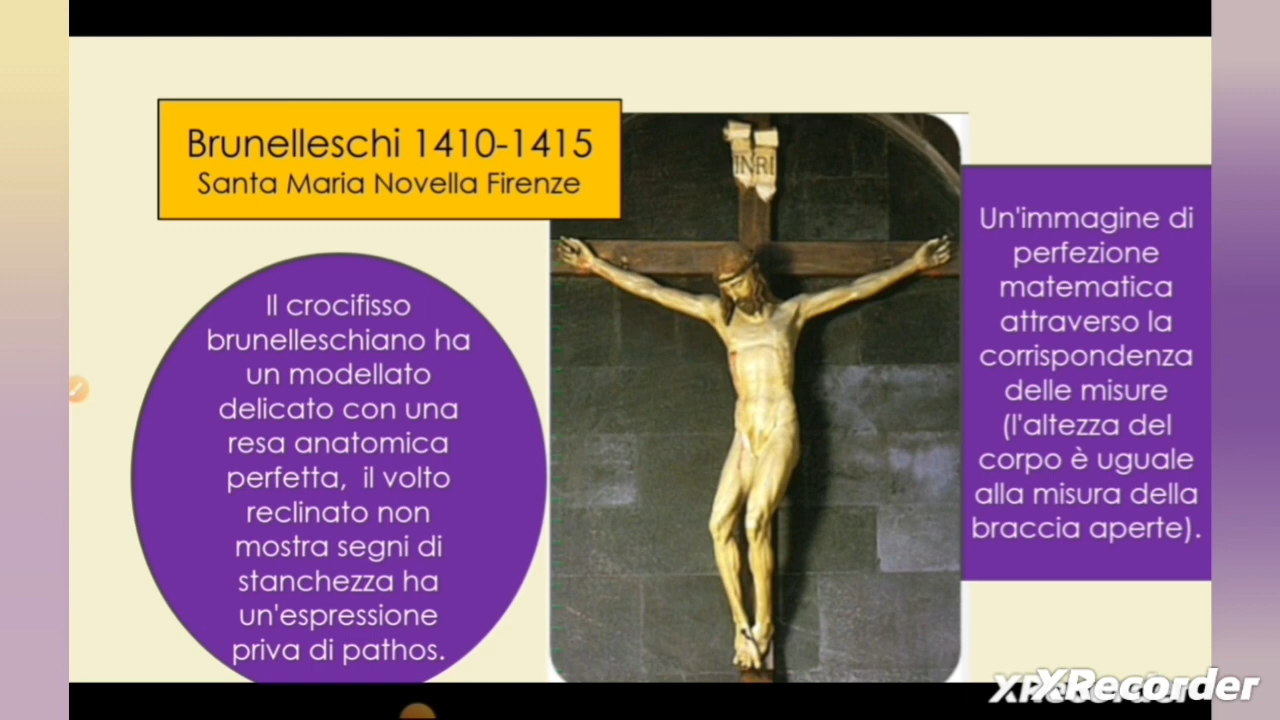 Brunelleschi 1410-1415
Santa Maria Novella Firenze
Il crocifisso
brunelleschiano ha
un modellato
delicato con una
resa anatomica
perfetta, il volto
reclinato non
mostra segni di
stanchezza ha
un'espressione
priva di pathos.
INRI
Un'immagine di
perfezione
matematica
attraverso la
corrispondenza
delle misure
(l'altezza del
corpo è uguale
alla misura della
braccia aperte).
XRecorder
XRecorder